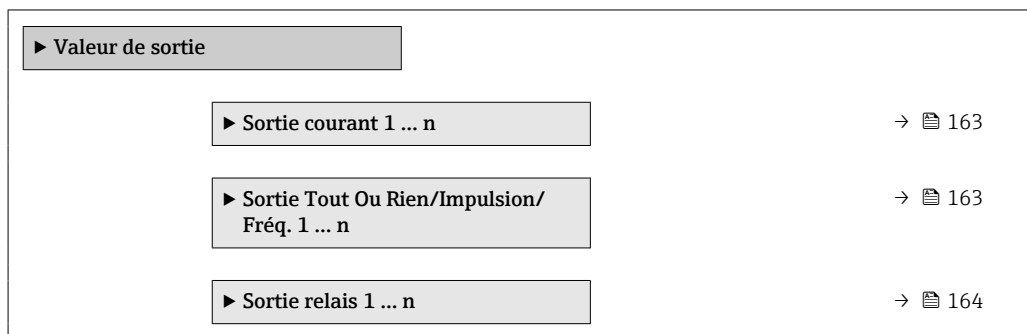 ▶ Valeur de sortie
▶ Sortie courant 1 ... n → 163
▶ Sortie Tout Ou Rien/Impulsion/ → 163
Fréq. 1 ... n
▶ Sortie relais 1 ... n → 164